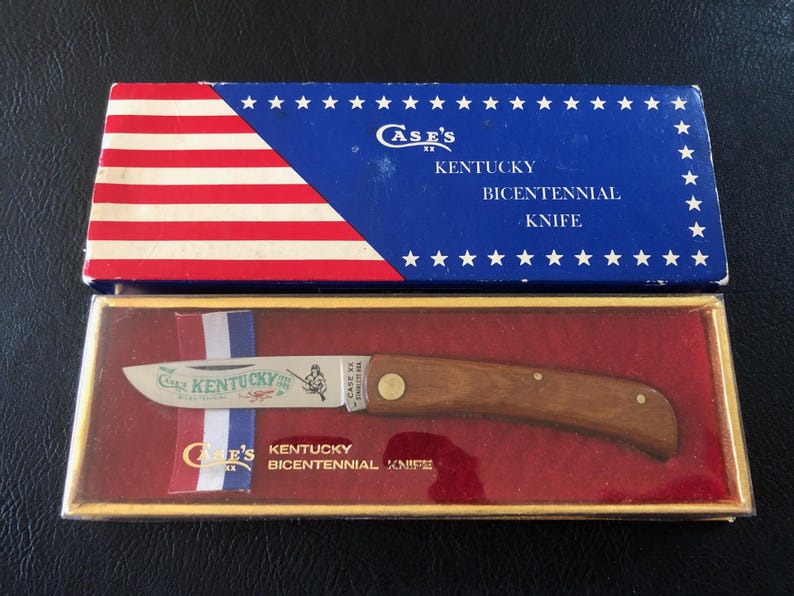 CASE'S
XX
KENTUCKY
BICENTENNIAL
KNIFE
CASE'S KENTUCKY
BICENTENNIAL
CASE XX
STAINLESS USA
CASE'S
XX
KENTUCKY
BICENTENNIAL KNIFE